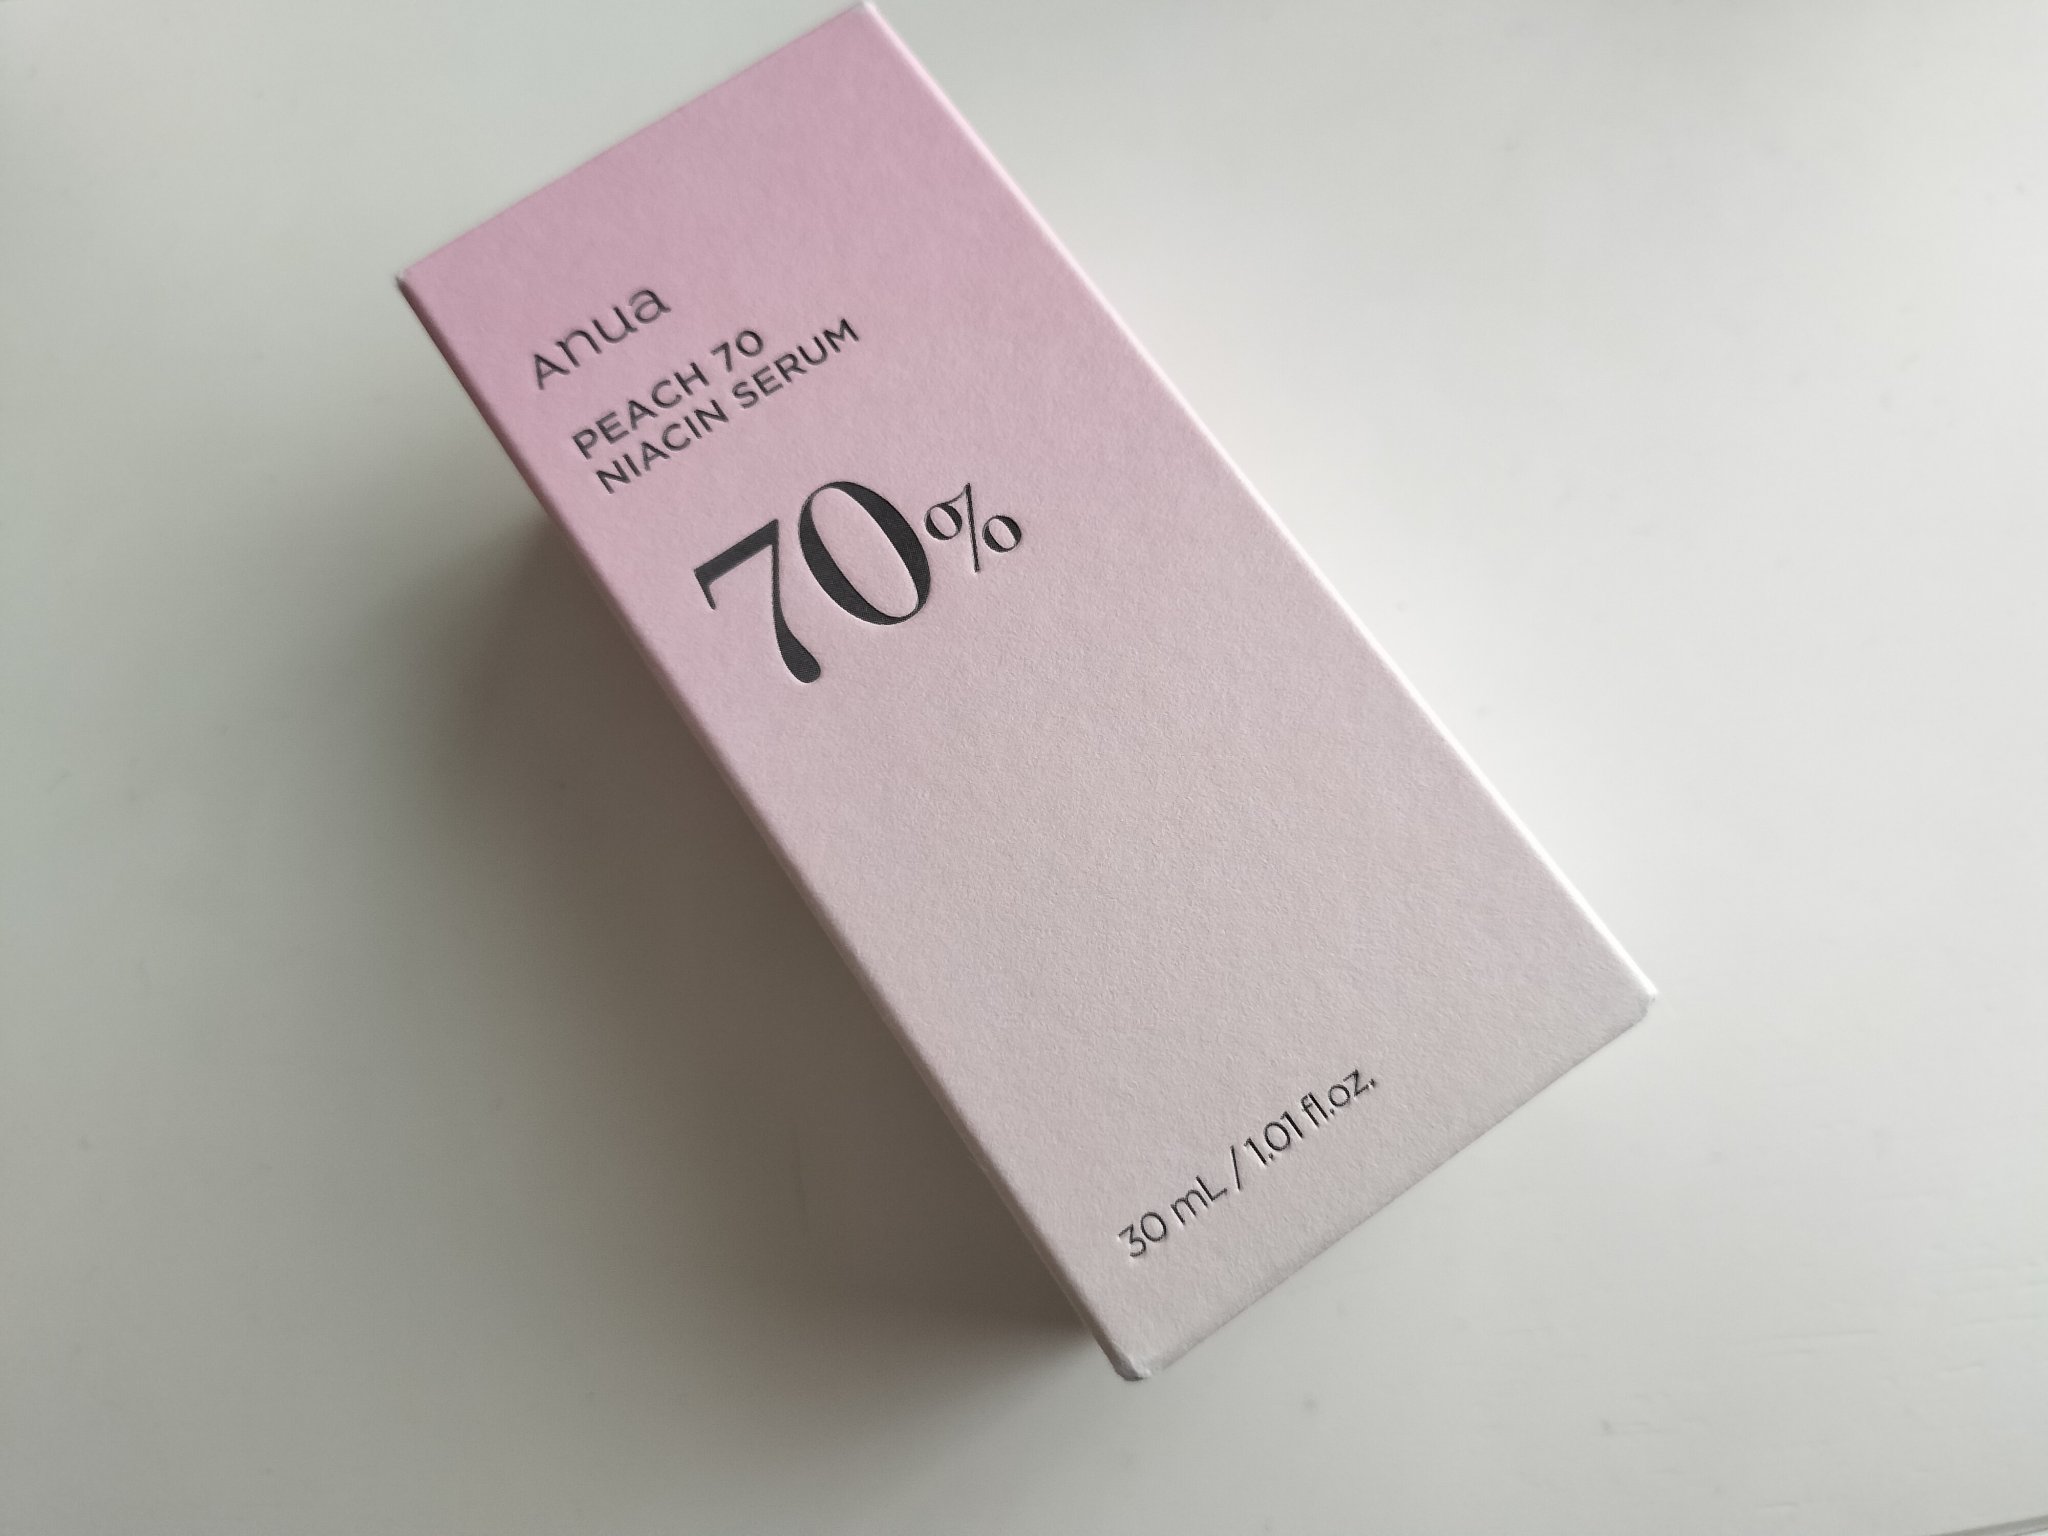 Anua
PEACH 70
NIACIN SERUM
70%
30 mL / 1.01 fl.oz.